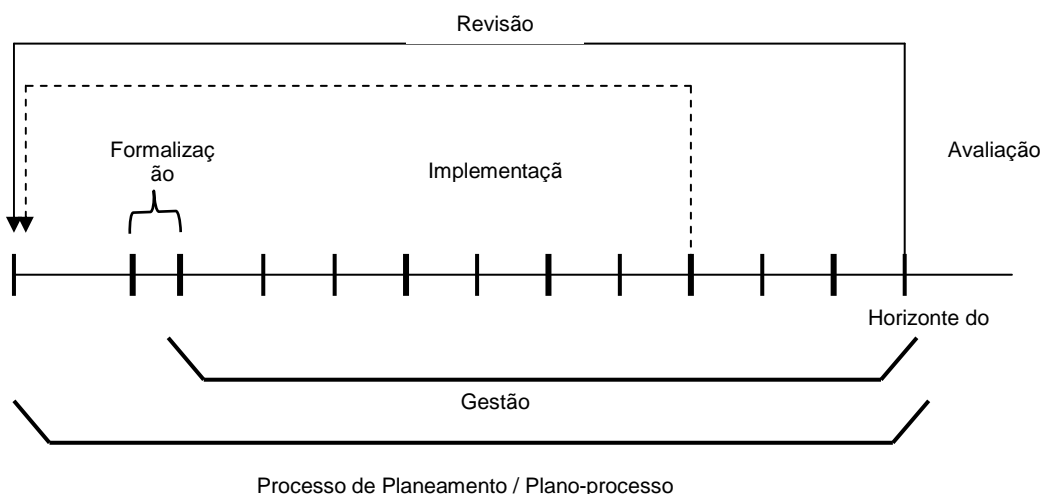 Revisão
Formalizaç
ão
Implementaçã
Avaliação
Horizonte do
Gestão
Processo de Planeamento / Plano-processo